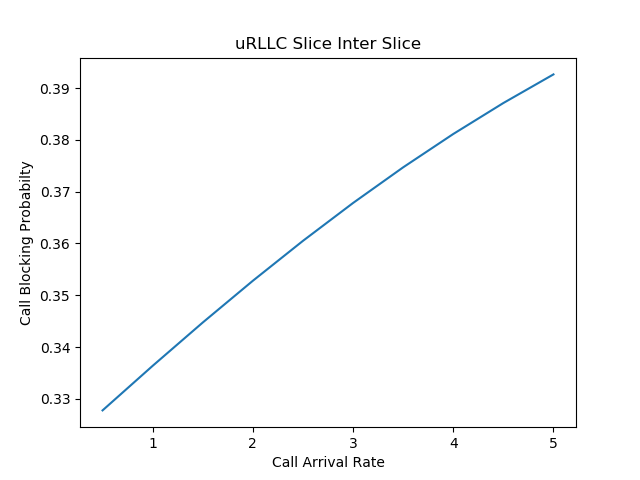 uRLLC Slice Inter Slice
0.39
0.38
0.37
0.36
0.35
0.34
0.33
Call Blocking Probabilty
1 2 3 4 5
Call Arrival Rate